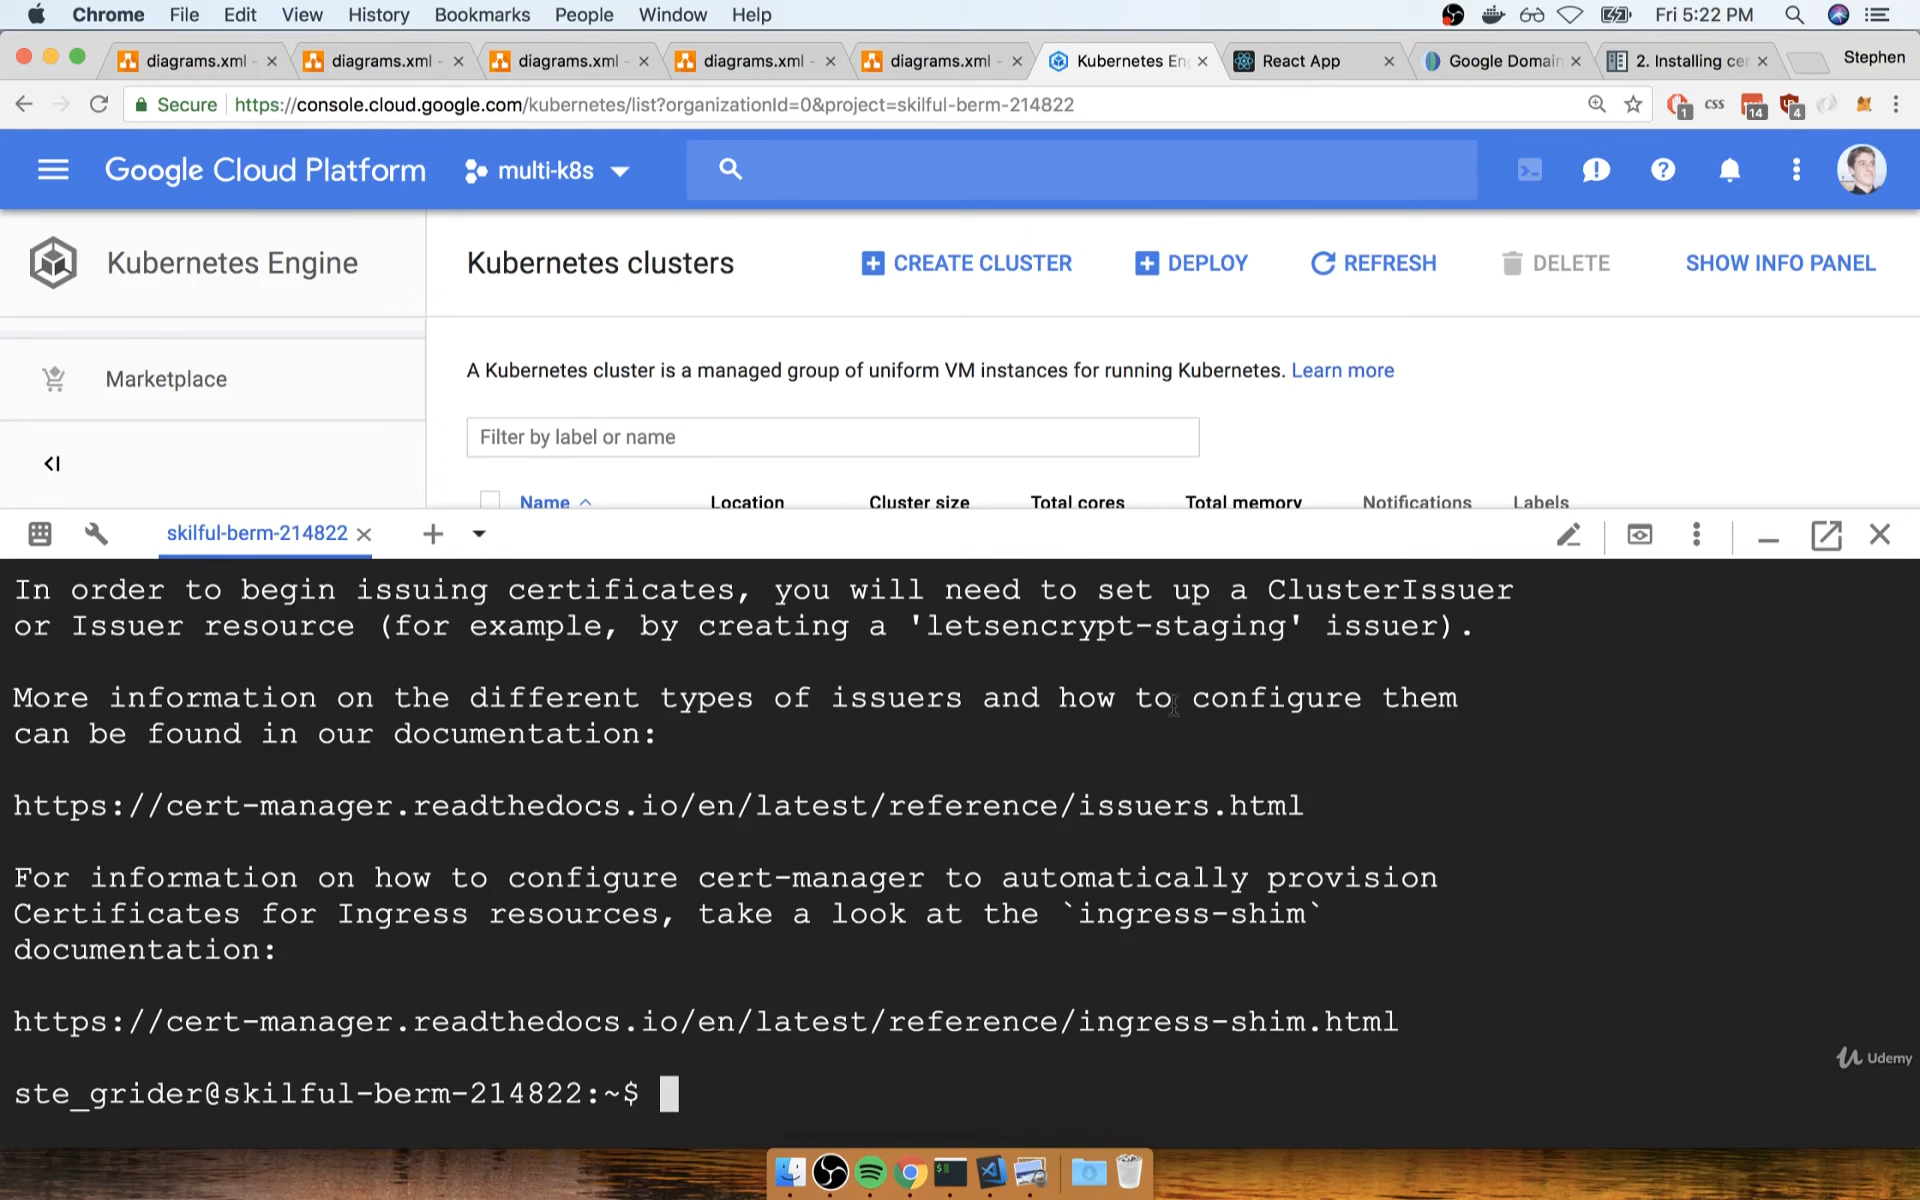 Chrome File Edit View History Bookmarks People Window Help Fri 5:22 PM
diagrams.xml - diagrams.xml - diagrams.xml - diagrams.xml - diagrams.xml - Kubernetes En React App Google Domain 2. Installing cer Stephen
Secure https://console.cloud.google.com/kubernetes/list?organizationId=0&project=skilful-berm-214822 1 CSS 14 4
Google Cloud Platform multi-k8s
Kubernetes Engine
Kubernetes clusters CREATE CLUSTER DEPLOY REFRESH DELETE SHOW INFO PANEL
Marketplace
A Kubernetes cluster is a managed group of uniform VM instances for running Kubernetes. Learn more
Filter by label or name
Name Location Cluster size Total cores Total memory Notifications Labels
skilful-berm-214822
In order to begin issuing certificates, you will need to set up a ClusterIssuer
or Issuer resource (for example, by creating a 'letsencrypt-staging' issuer).
More information on the different types of issuers and how to configure them
can be found in our documentation:
https://cert-manager.readthedocs.io/en/latest/reference/issuers.html
For information on how to configure cert-manager to automatically provision
Certificates for Ingress resources, take a look at the `ingress-shim`
documentation:
https://cert-manager.readthedocs.io/en/latest/reference/ingress-shim.html
ste_grider@skilful-berm-214822:~$
Udemy